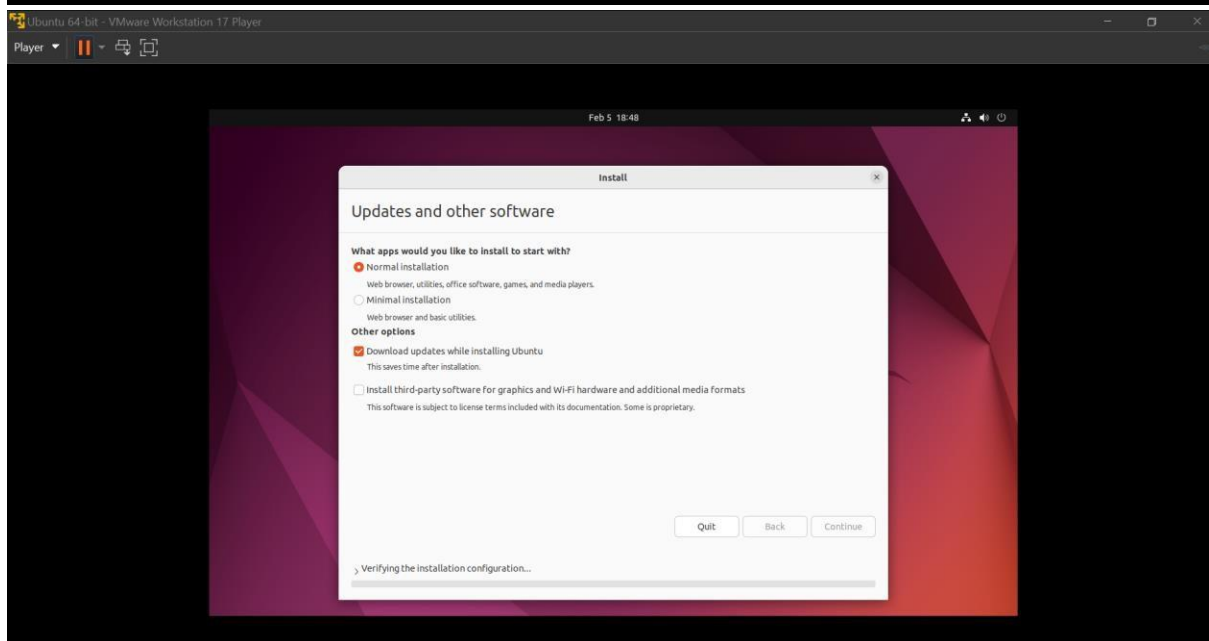 Ubuntu 64-bit - VMware Workstation 17 Player
Player
Feb 5 18:48
Install
Updates and other software
What apps would you like to install to start with?
Normal installation
Web browser, utilities, office software, games, and media players.
Minimal installation
Web browser and basic utilities.
Other options
Download updates while installing Ubuntu
This saves time after installation.
Install third-party software for graphics and Wi-Fi hardware and additional media formats
This software is subject to license terms included with its documentation. Some is proprietary.
Quit Back Continue
Verifying the installation configuration...